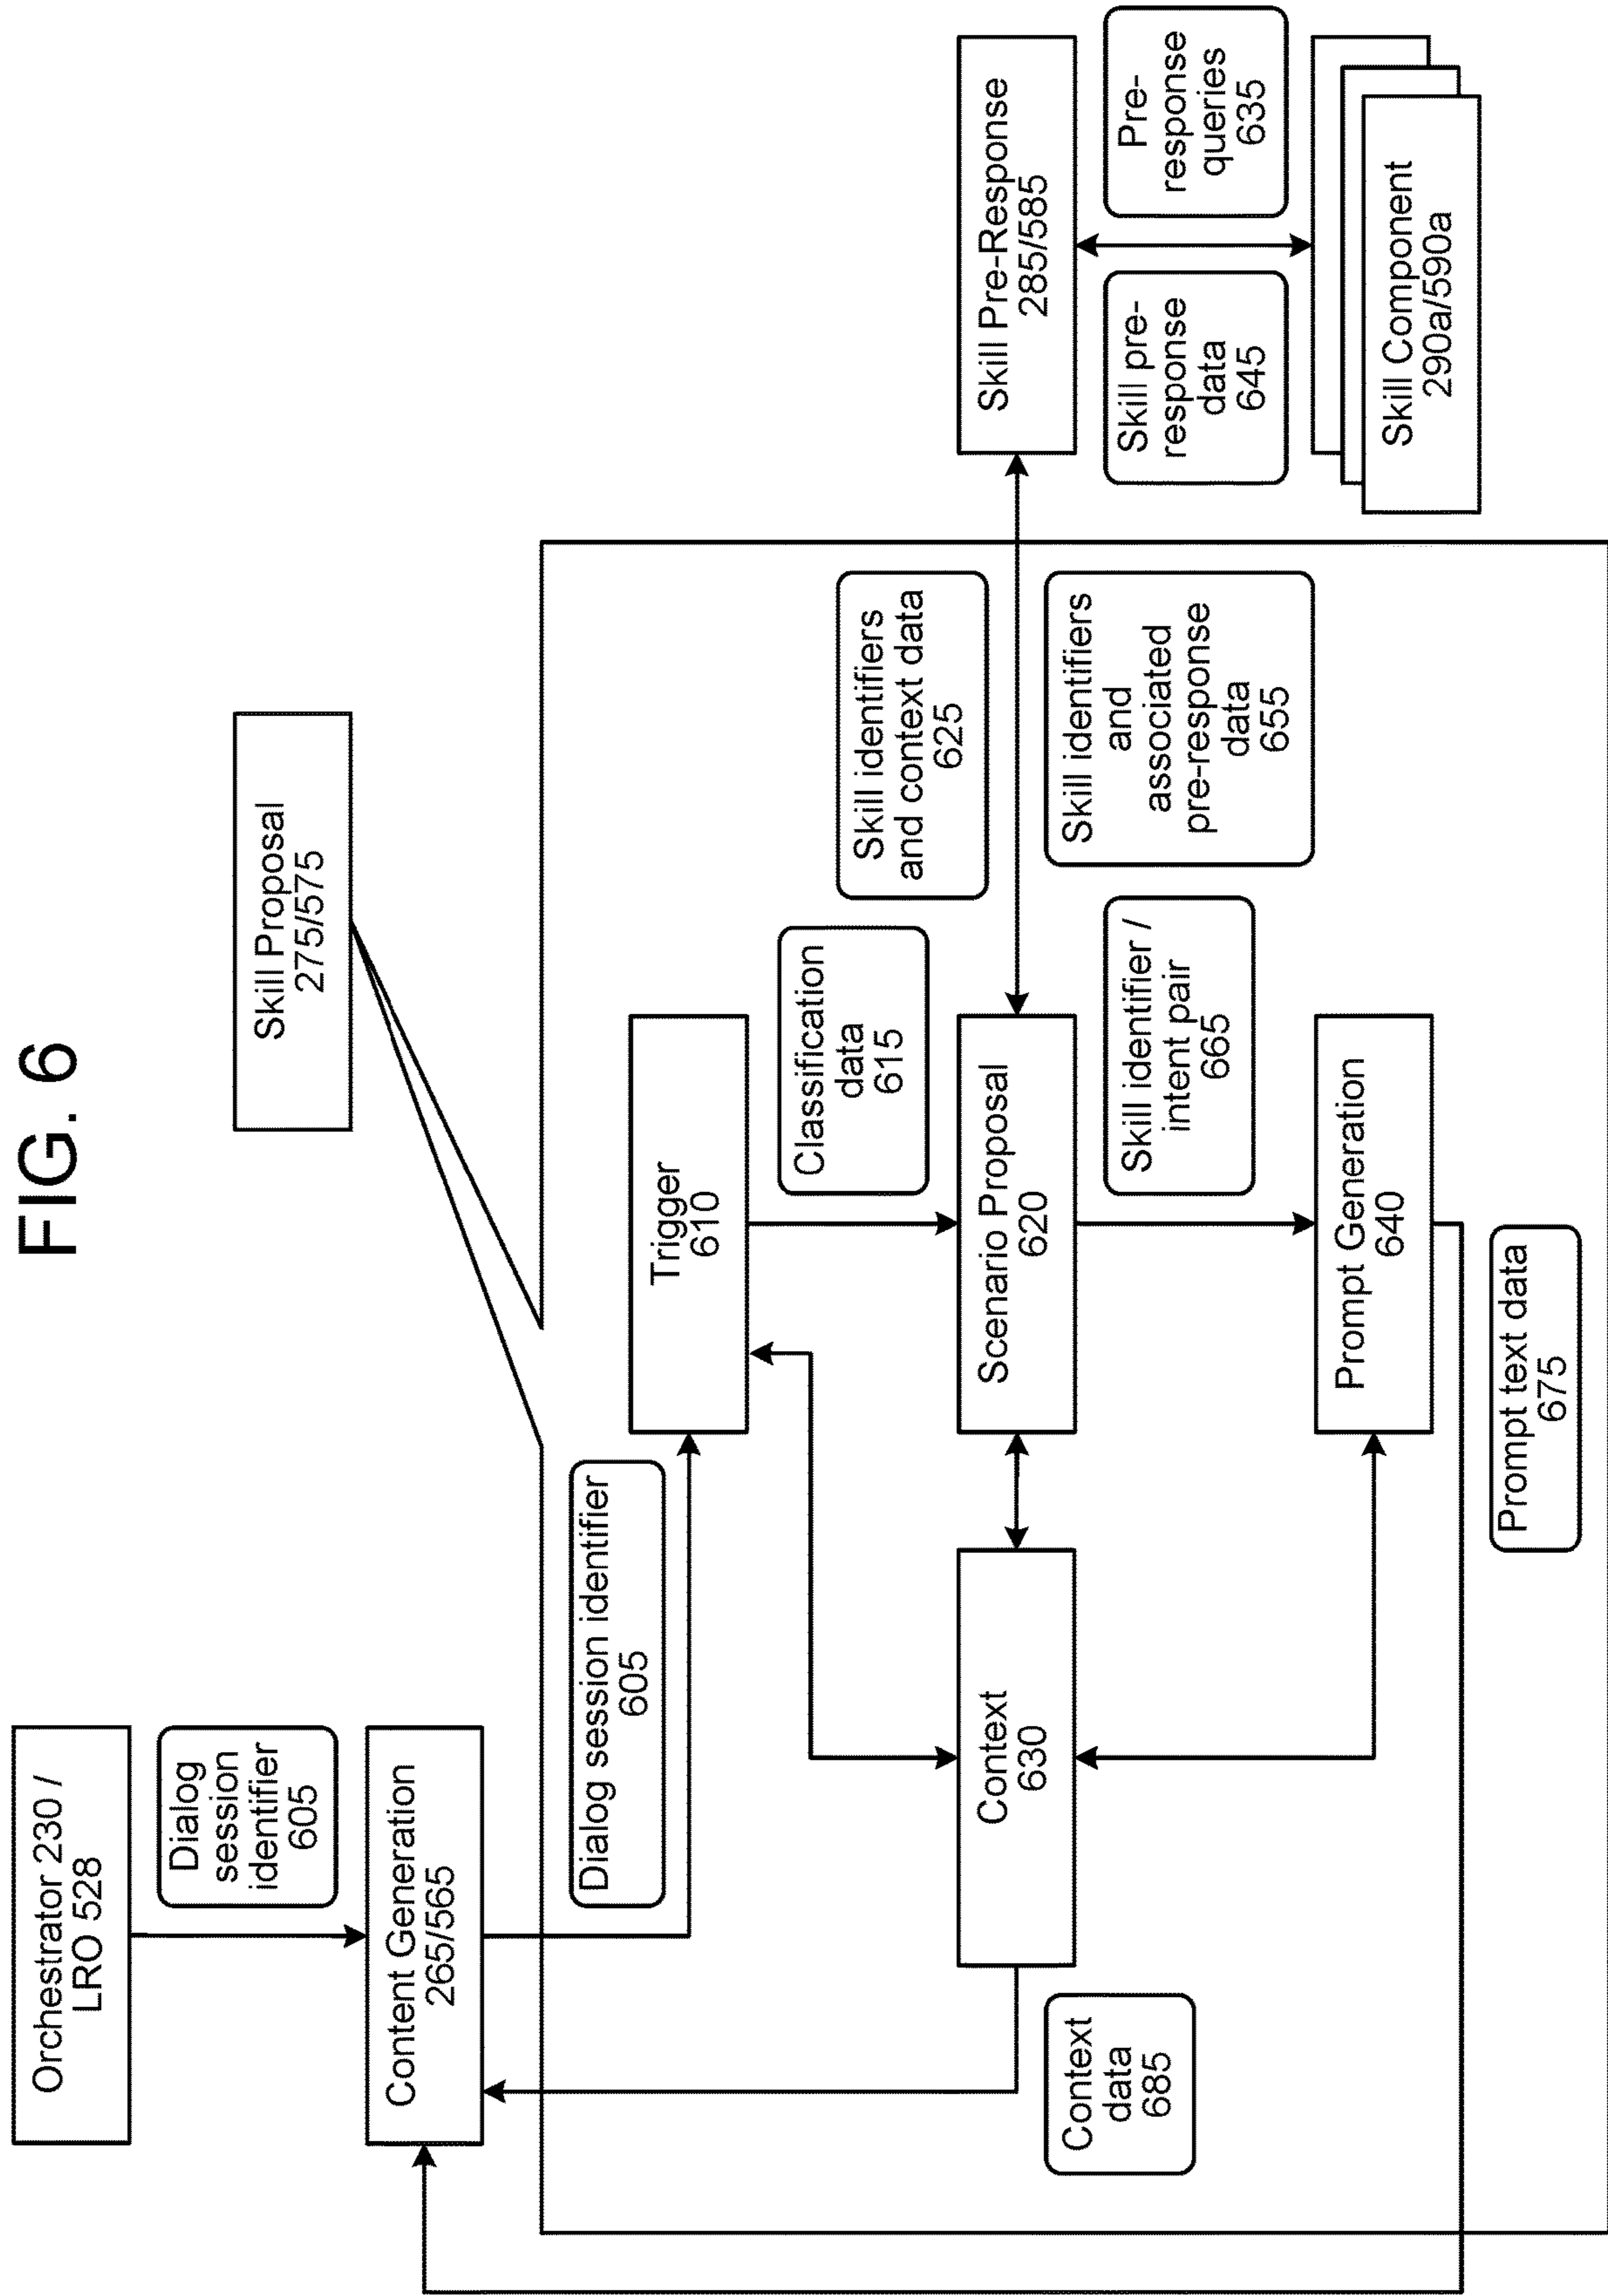 FIG. 6
Orchestrator 230 /
LRO 528
Dialog
session
identifier
605
Content Generation
265/565
Skill Proposal
275/575
Dialog session identifier
605
Trigger
610
Classification
data
615
Skill identifiers
and context data
625
Context
630
Scenario Proposal
620
Skill Pre-Response
285/585
Context
data
685
Skill identifier /
intent pair
665
Skill identifiers
and
associated
pre-response
data
655
Skill pre-
response
data
645
Pre-
response
queries
635
Prompt Generation
640
Skill Component
290a/590a
Prompt text data
675